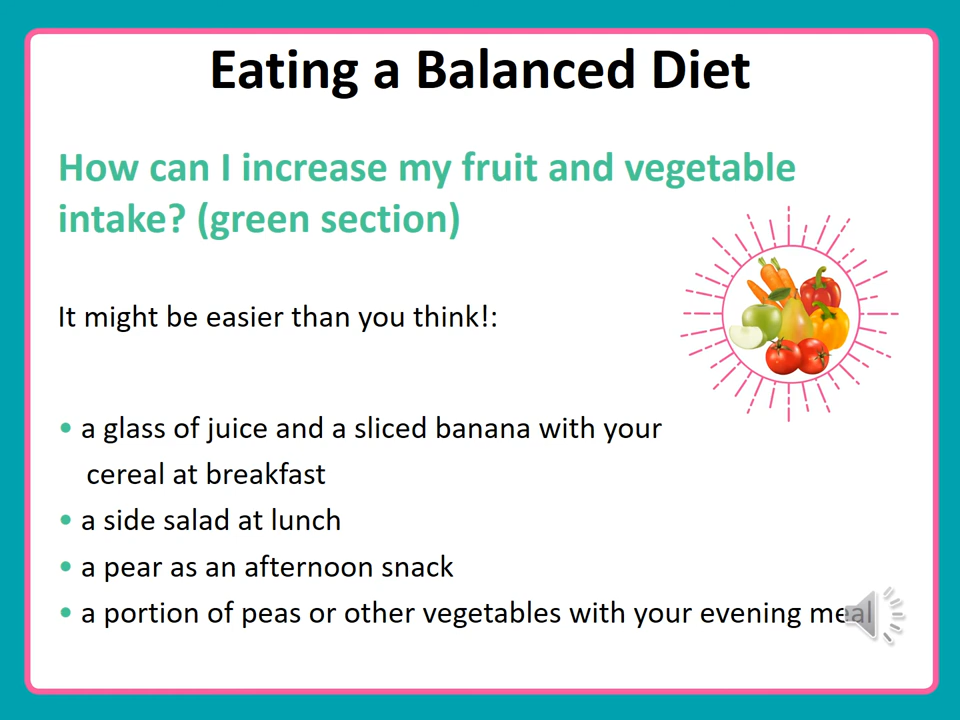 Eating a Balanced Diet
How can I increase my fruit and vegetable
intake? (green section)
It might be easier than you think!:
• a glass of juice and a sliced banana with your
cereal at breakfast
• a side salad at lunch
• a pear as an afternoon snack
• a portion of peas or other vegetables with your evening meal